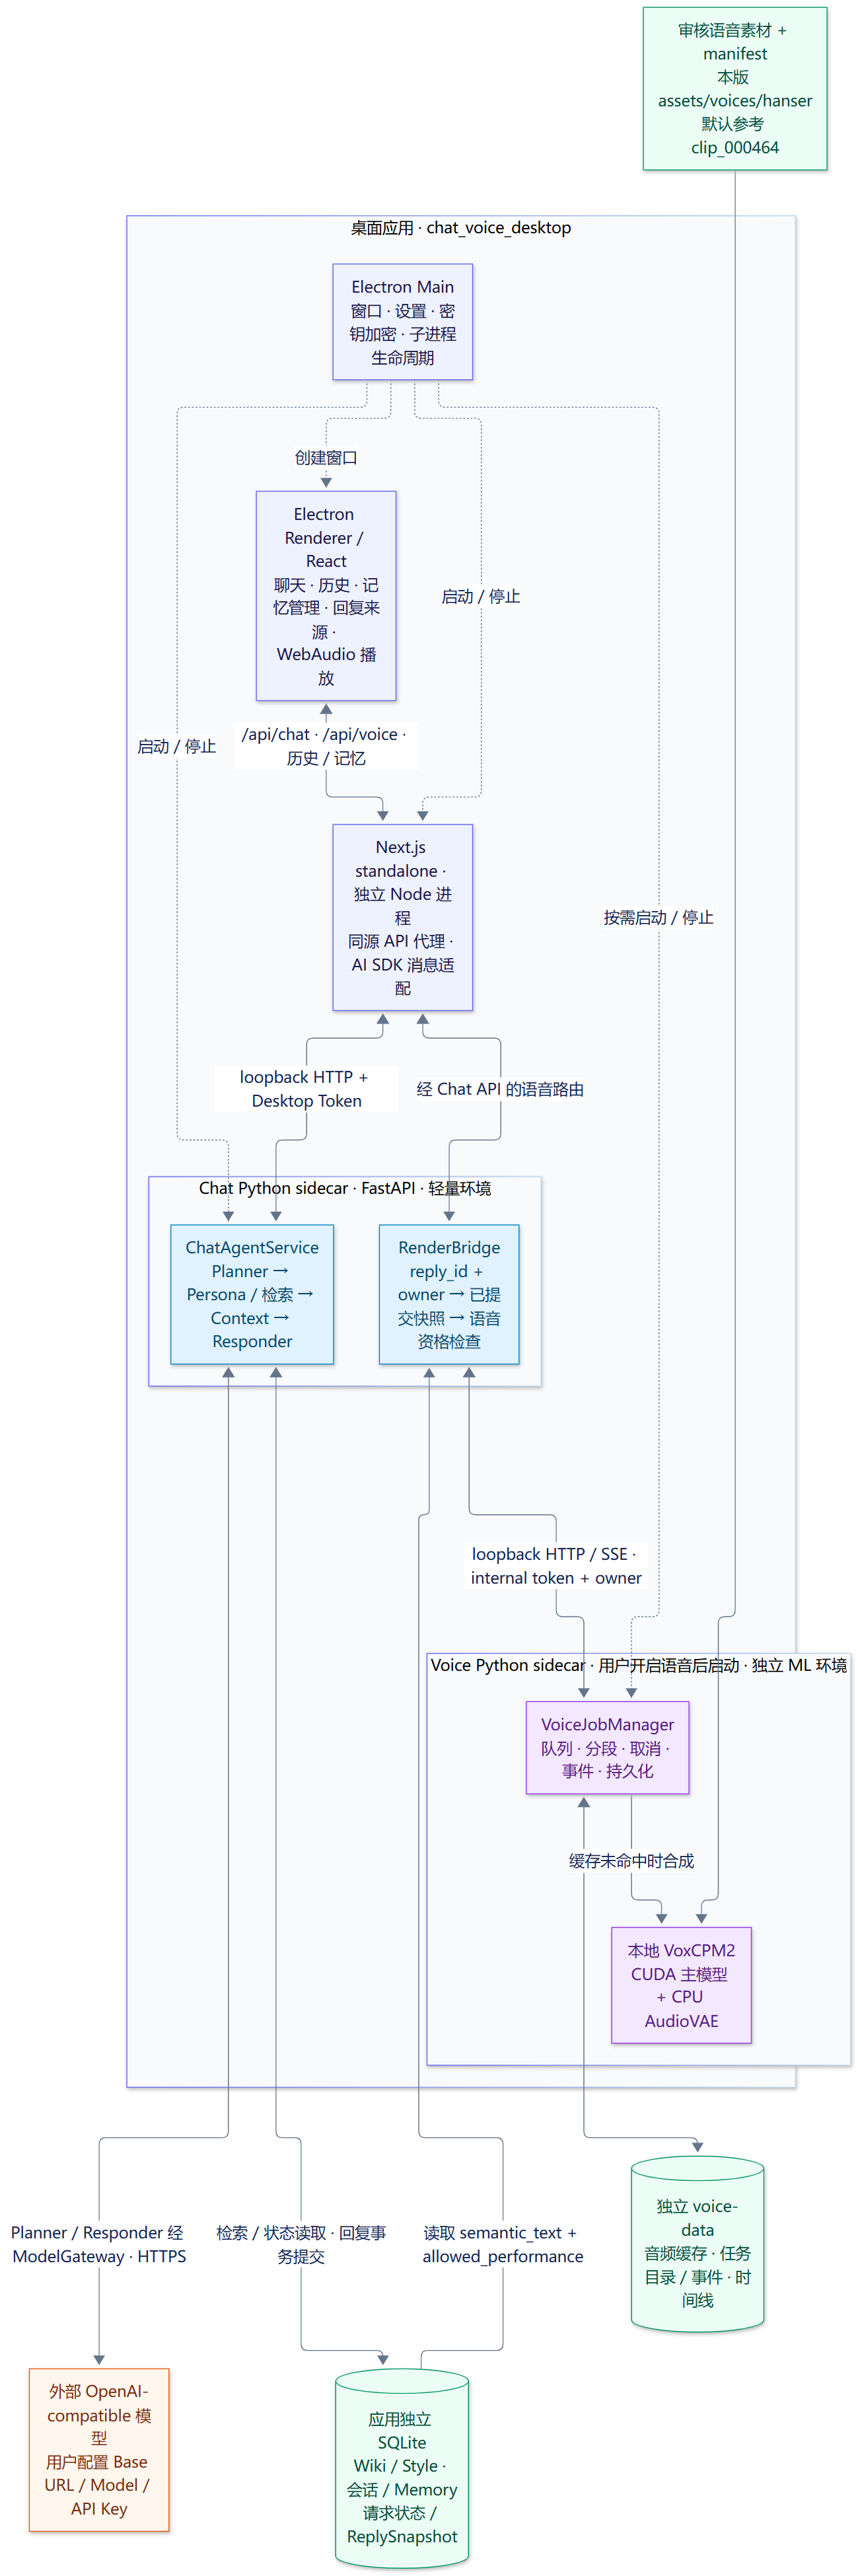 审核语音素材 +
manifest
本版
assets/voices/hanser
默认参考
clip_000464
桌面应用 · chat_voice_desktop
Electron Main
窗口 · 设置 · 密
钥加密 · 子进程
生命周期
创建窗口
Electron
Renderer /
React
聊天 · 历史 · 记
忆管理 · 回复来
源 ·
WebAudio 播
放
启动 / 停止
启动 / 停止
/api/chat · /api/voice ·
历史 / 记忆
Next.js
standalone ·
独立 Node 进
程
同源 API 代理 ·
AI SDK 消息适
配
按需启动 / 停止
loopback HTTP +
Desktop Token
经 Chat API 的语音路由
Chat Python sidecar · FastAPI · 轻量环境
ChatAgentService
Planner →
Persona / 检索 →
Context →
Responder
RenderBridge
reply_id +
owner → 已提
交快照 → 语音
资格检查
loopback HTTP / SSE ·
internal token + owner
Voice Python sidecar · 用户开启语音后启动 · 独立 ML 环境
VoiceJobManager
队列 · 分段 · 取消 ·
事件 · 持久化
缓存未命中时合成
本地 VoxCPM2
CUDA 主模型
+ CPU
AudioVAE
Planner / Responder 经
ModelGateway · HTTPS
检索 / 状态读取 · 回复事
务提交
读取 semantic_text +
allowed_performance
独立 voice-
data
音频缓存 · 任务
目录 / 事件 · 时
间线
外部 OpenAI-
compatible 模
型
用户配置 Base
URL / Model /
API Key
应用独立
SQLite
Wiki / Style ·
会话 / Memory
请求状态 /
ReplySnapshot